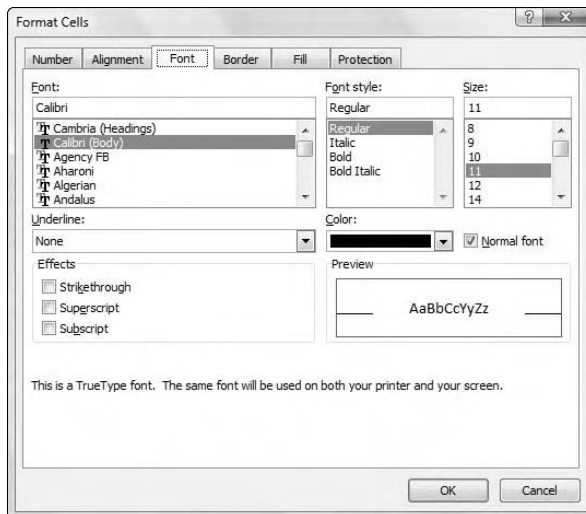 Format Cells
Number Alignment Font Border Fill Protection
Font: Font style: Size:
Calibri Regular 11
Cambria (Headings) Regular 8
Calibri (Body) Italic 9
Agency FB Bold 10
Aharoni Bold Italic 11
Algerian 12
Andalus 14
Underline: Color:
None Normal font
Effects Preview
Strikethrough
Superscript AaBbCcYyZz
Subscript
This is a TrueType font. The same font will be used on both your printer and your screen.
OK Cancel